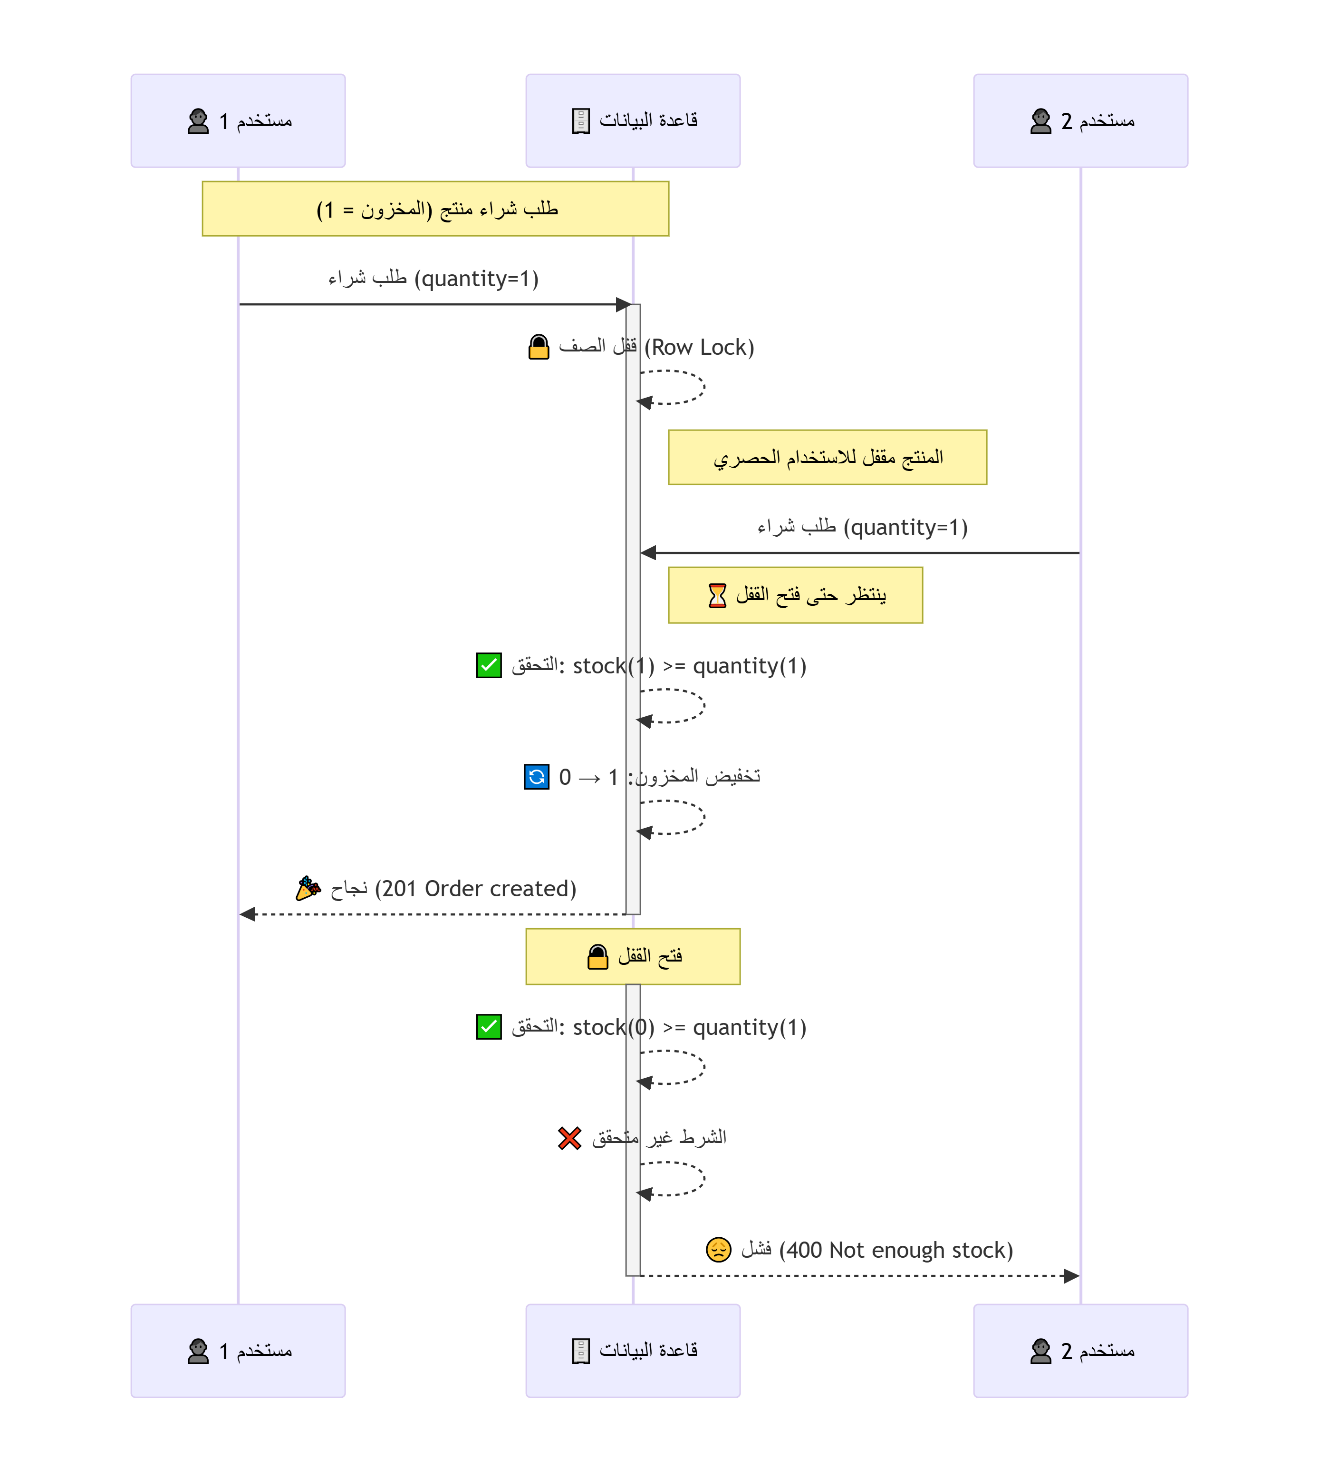 مستخدم 1
قاعدة البيانات
مستخدم 2
طلب شراء منتج (المخزون = 1)
طلب شراء (quantity=1)
قفل الصف (Row Lock)
المنتج مقفل للاستخدام الحصري
طلب شراء (quantity=1)
ينتظر حتى فتح القفل
التحقق: stock(1) >= quantity(1)
تخفيض المخزون: 1 → 0
نجاح (201 Order created)
فتح القفل
التحقق: stock(0) >= quantity(1)
الشرط غير متحقق
فشل (400 Not enough stock)
مستخدم 1
قاعدة البيانات
مستخدم 2